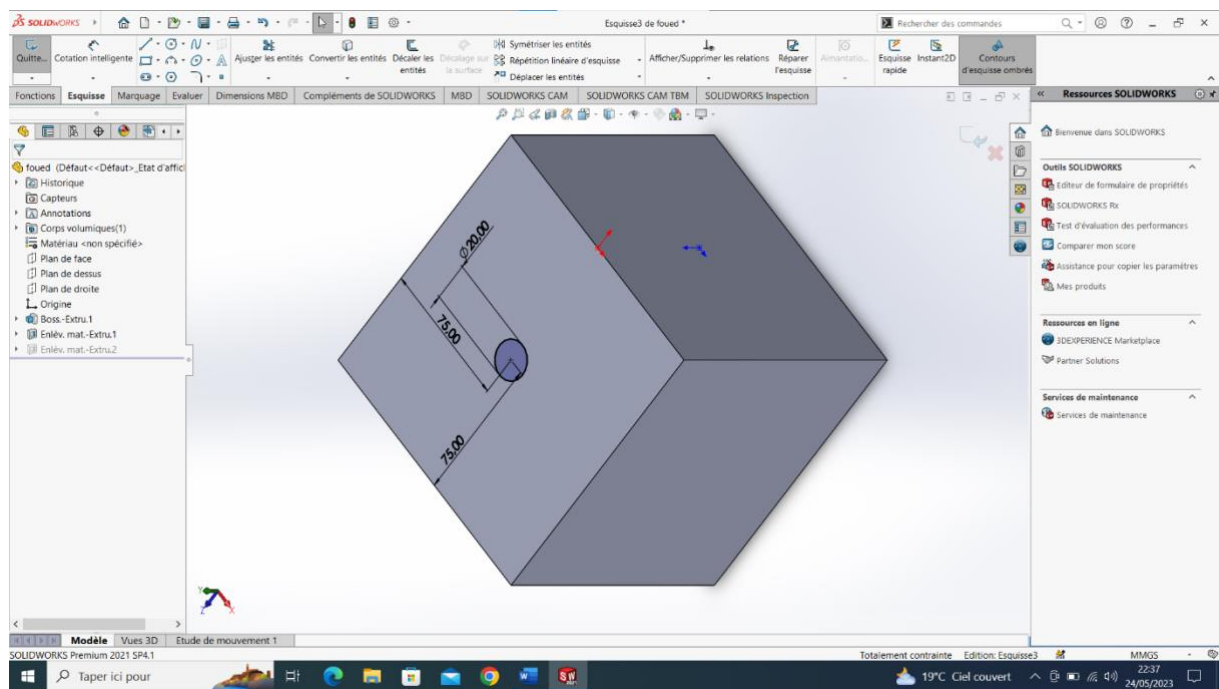 SOLIDWORKS
Esquisse3 de foued *
Rechercher des commandes
Quitte...
Cotation intelligente
Ajuster les entités
Convertir les entités
Décaler les entités
Décalage sur la surface
Symétriser les entités
Répétition linéaire d'esquisse
Déplacer les entités
Afficher/Supprimer les relations
Réparer l'esquisse
Esquisse rapide
Instant2D
Contours d'esquisse ombrés
Fonctions Esquisse Marquage Evaluer Dimensions MBD Compléments de SOLIDWORKS MBD SOLIDWORKS CAM SOLIDWORKS CAM TBM SOLIDWORKS Inspection
foued (Défaut<<Défaut>_Etat d'affic
Historique
Capteurs
Annotations
Corps volumiques(1)
Matériau <non spécifié>
Plan de face
Plan de dessus
Plan de droite
Origine
Boss.-Extru.1
Enlèv. mat.-Extru.1
Enlèv. mat.-Extru.2
Ø20,00
75,00
75,00
Y
Z
X
Ressources SOLIDWORKS
Bienvenue dans SOLIDWORKS
Outils SOLIDWORKS
Editeur de formulaire de propriétés
SOLIDWORKS Rx
Test d'évaluation des performances
Comparer mon score
Assistance pour copier les paramètres
Mes produits
Ressources en ligne
3DEXPERIENCE Marketplace
Partner Solutions
Services de maintenance
Services de maintenance
Modèle Vues 3D Etude de mouvement 1
SOLIDWORKS Premium 2021 SP4.1
Totalement contrainte Edition: Esquisse3 MMGS
Taper ici pour
19°C Ciel couvert
22:37
24/05/2023